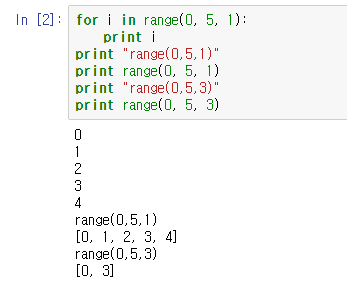 In [2]:
for i in range(0, 5, 1):
    print i
print "range(0,5,1)"
print range(0, 5, 1)
print "range(0,5,3)"
print range(0, 5, 3)
0
1
2
3
4
range(0,5,1)
[0, 1, 2, 3, 4]
range(0,5,3)
[0, 3]